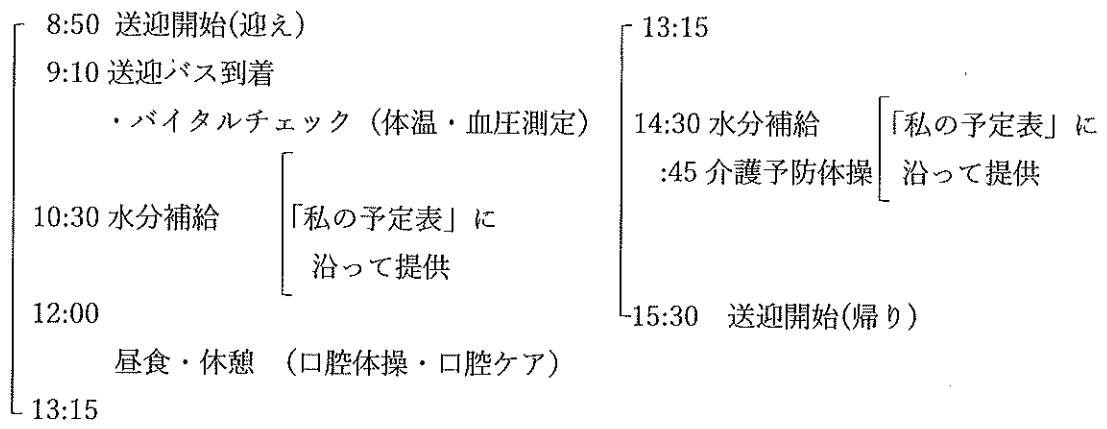 8:50 送迎開始(迎え)
9:10 送迎バス到着
・バイタルチェック（体温・血圧測定）
10:30 水分補給
「私の予定表」に
沿って提供
12:00
昼食・休憩　（口腔体操・口腔ケア）
13:15
13:15
14:30 水分補給
:45 介護予防体操
「私の予定表」に
沿って提供
15:30　送迎開始(帰り)